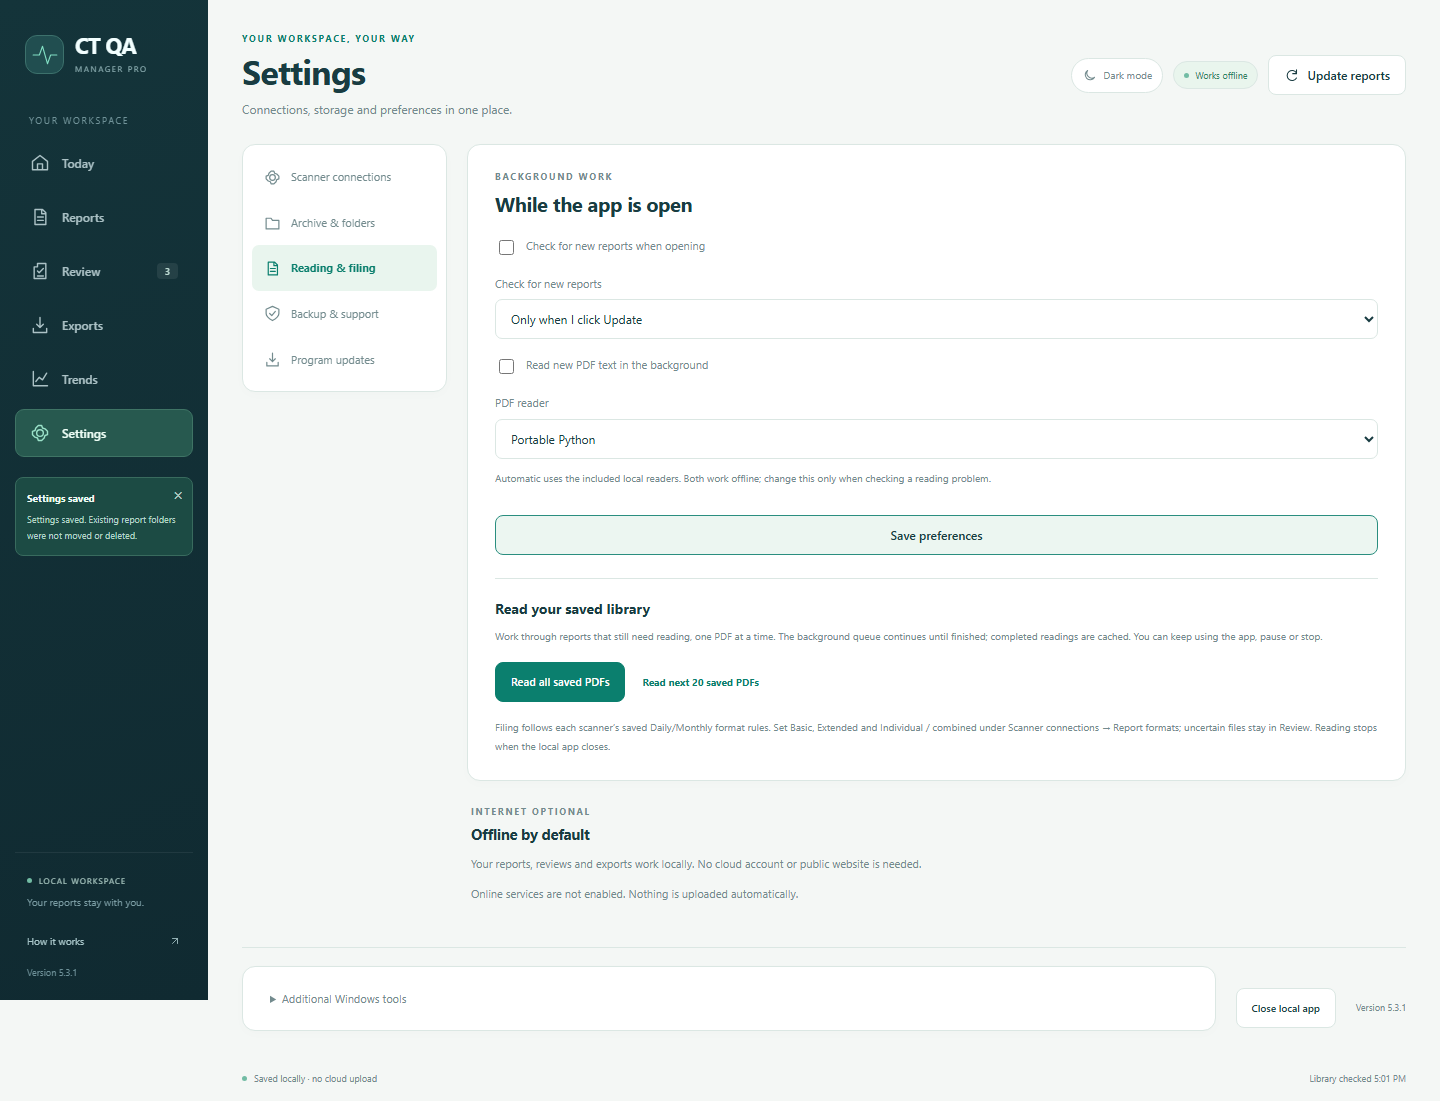 CT QA
MANAGER PRO
YOUR WORKSPACE
Today
Reports
Review
3
Exports
Trends
Settings
Settings saved
Settings saved. Existing report folders
were not moved or deleted.
LOCAL WORKSPACE
Your reports stay with you.
How it works
Version 5.3.1
YOUR WORKSPACE, YOUR WAY
Settings
Connections, storage and preferences in one place.
Dark mode
Works offline
Update reports
Scanner connections
Archive & folders
Reading & filing
Backup & support
Program updates
BACKGROUND WORK
While the app is open
Check for new reports when opening
Check for new reports
Only when I click Update
Read new PDF text in the background
PDF reader
Portable Python
Automatic uses the included local readers. Both work offline; change this only when checking a reading problem.
Save preferences
Read your saved library
Work through reports that still need reading, one PDF at a time. The background queue continues until finished; completed readings are cached. You can keep using the app, pause or stop.
Read all saved PDFs
Read next 20 saved PDFs
Filing follows each scanner's saved Daily/Monthly format rules. Set Basic, Extended and Individual / combined under Scanner connections → Report formats; uncertain files stay in Review. Reading stops
when the local app closes.
INTERNET OPTIONAL
Offline by default
Your reports, reviews and exports work locally. No cloud account or public website is needed.
Online services are not enabled. Nothing is uploaded automatically.
Additional Windows tools
Close local app
Version 5.3.1
Saved locally · no cloud upload
Library checked 5:01 PM